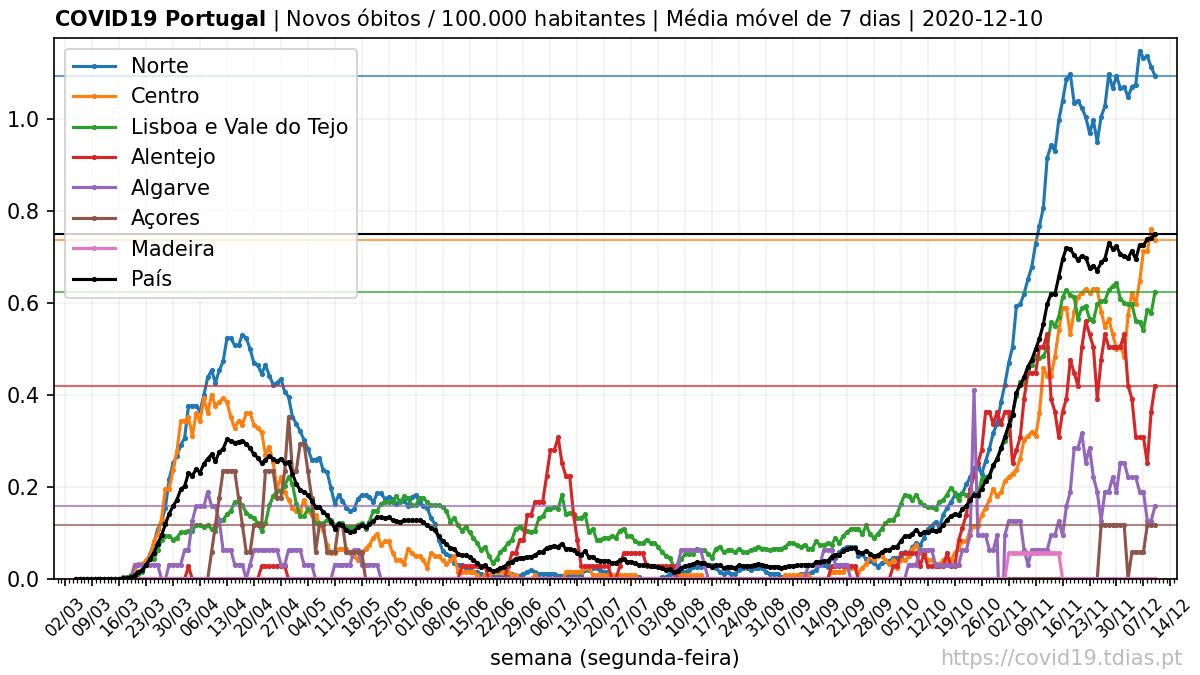 COVID19 Portugal | Novos óbitos / 100.000 habitantes | Média móvel de 7 dias | 2020-12-10
Norte
Centro
Lisboa e Vale do Tejo
Alentejo
Algarve
Açores
Madeira
País
1.0
0.8
0.6
0.4
0.2
0.0
02/03 09/03 16/03 23/03 30/03 06/04 13/04 20/04 27/04 04/05 11/05 18/05 25/05 01/06 08/06 15/06 22/06 29/06 06/07 13/07 20/07 27/07 03/08 10/08 17/08 24/08 31/08 07/09 14/09 21/09 28/09 05/10 12/10 19/10 26/10 02/11 09/11 16/11 23/11 30/11 07/12 14/12
semana (segunda-feira)
https://covid19.tdias.pt